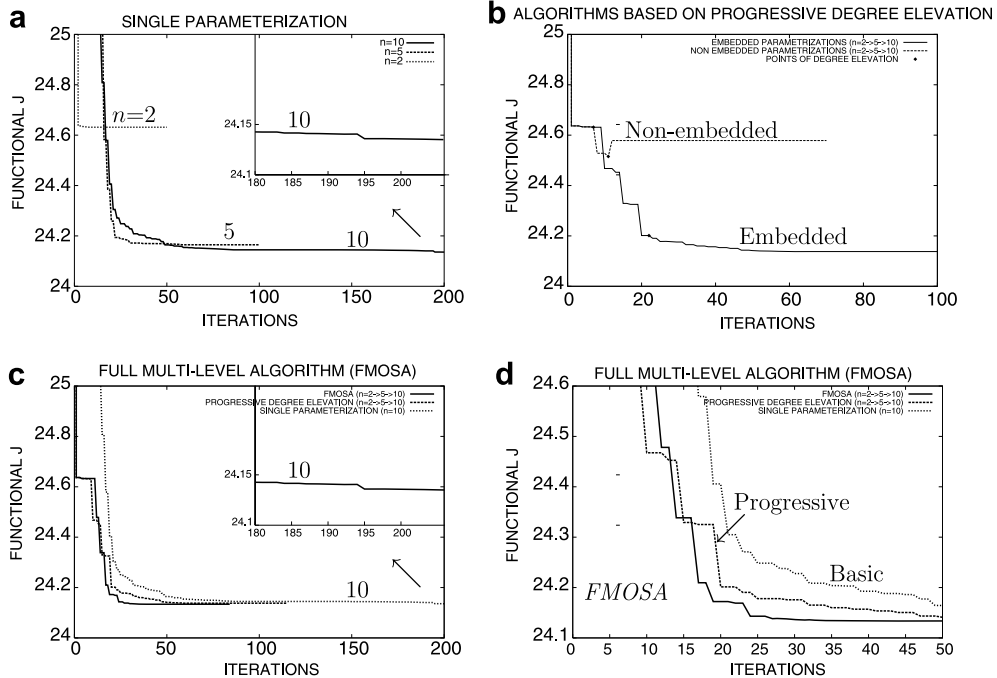 a
SINGLE PARAMETERIZATION
FUNCTIONAL J
25
24.8
24.6
24.4
24.2
24
n=10
n=5
n=2
n=2
5
10
24.15
24.1
10
180 185 190 195 200
0 50 100 150 200
ITERATIONS
b
ALGORITHMS BASED ON PROGRESSIVE DEGREE ELEVATION
FUNCTIONAL J
25
24.8
24.6
24.4
24.2
24
EMBEDDED PARAMETRIZATIONS (n=2->5->10)
NON EMBEDDED PARAMETRIZATIONS (n=2->5->10)
POINTS OF DEGREE ELEVATION
Non-embedded
Embedded
0 20 40 60 80 100
ITERATIONS
c
FULL MULTI-LEVEL ALGORITHM (FMOSA)
FUNCTIONAL J
25
24.8
24.6
24.4
24.2
24
FMOSA (n=2->5->10)
PROGRESSIVE DEGREE ELEVATION (n=2->5->10)
SINGLE PARAMETERIZATION (n=10)
24.15
24.1
10
180 185 190 195 200
10
0 50 100 150 200
ITERATIONS
d
FULL MULTI-LEVEL ALGORITHM (FMOSA)
FUNCTIONAL J
24.6
24.5
24.4
24.3
24.2
24.1
FMOSA (n=2->5->10)
PROGRESSIVE DEGREE ELEVATION (n=2->5->10)
SINGLE PARAMETERIZATION (n=10)
Progressive
Basic
FMOSA
0 5 10 15 20 25 30 35 40 45 50
ITERATIONS